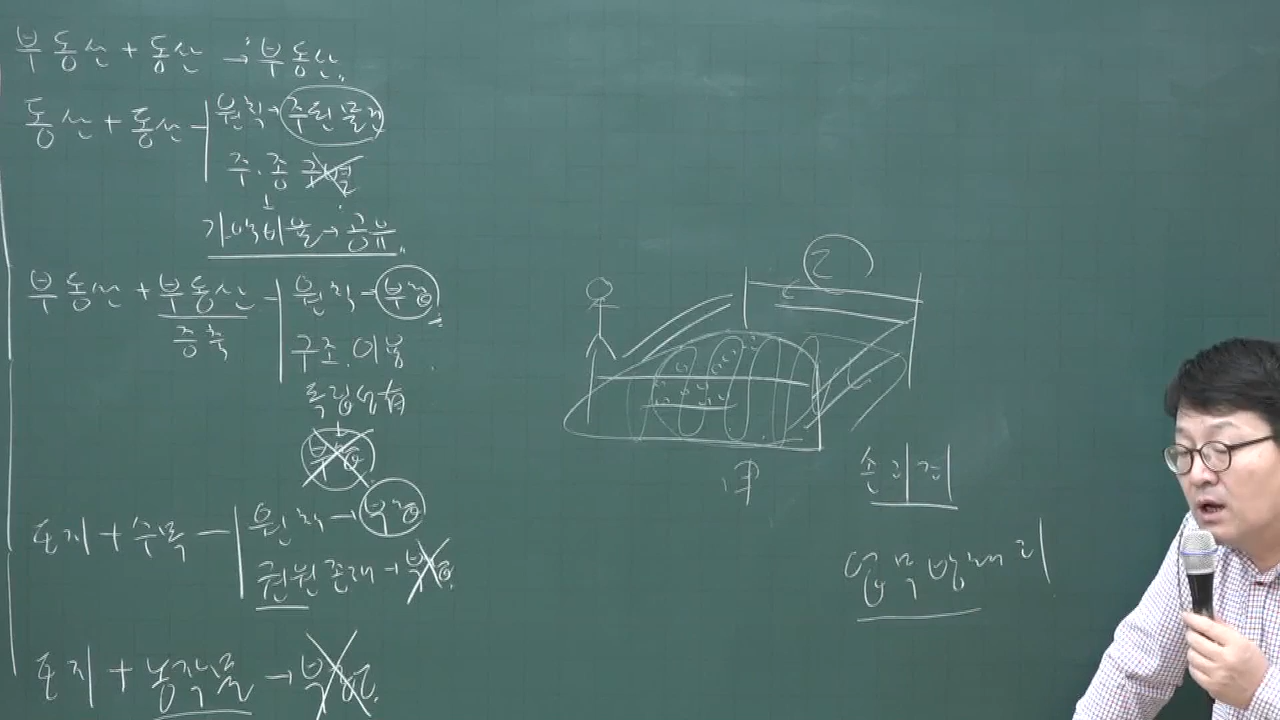 부동산 + 동산 → 부동산
동산 + 동산 원칙 → 주된 물건
주·종 구별
↓
가액비율 → 공유
부동산 + 부동산 원칙 → 부합
증축
구조, 이용
독립성 有
↓
부합
토지 + 수목 원칙 → 부합
권원 존재 → 부합
토지 + 농작물 → 부합
Z
손괴죄
업무방해죄